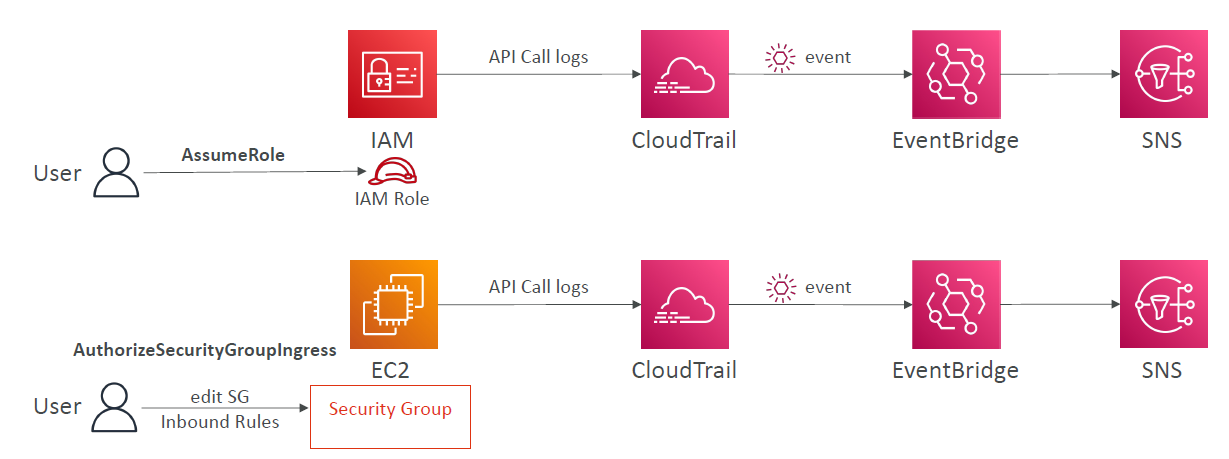 API Call logs
event
IAM
CloudTrail
EventBridge
SNS
User
AssumeRole
IAM Role
API Call logs
event
AuthorizeSecurityGroupIngress
EC2
CloudTrail
EventBridge
SNS
User
edit SG
Inbound Rules
Security Group